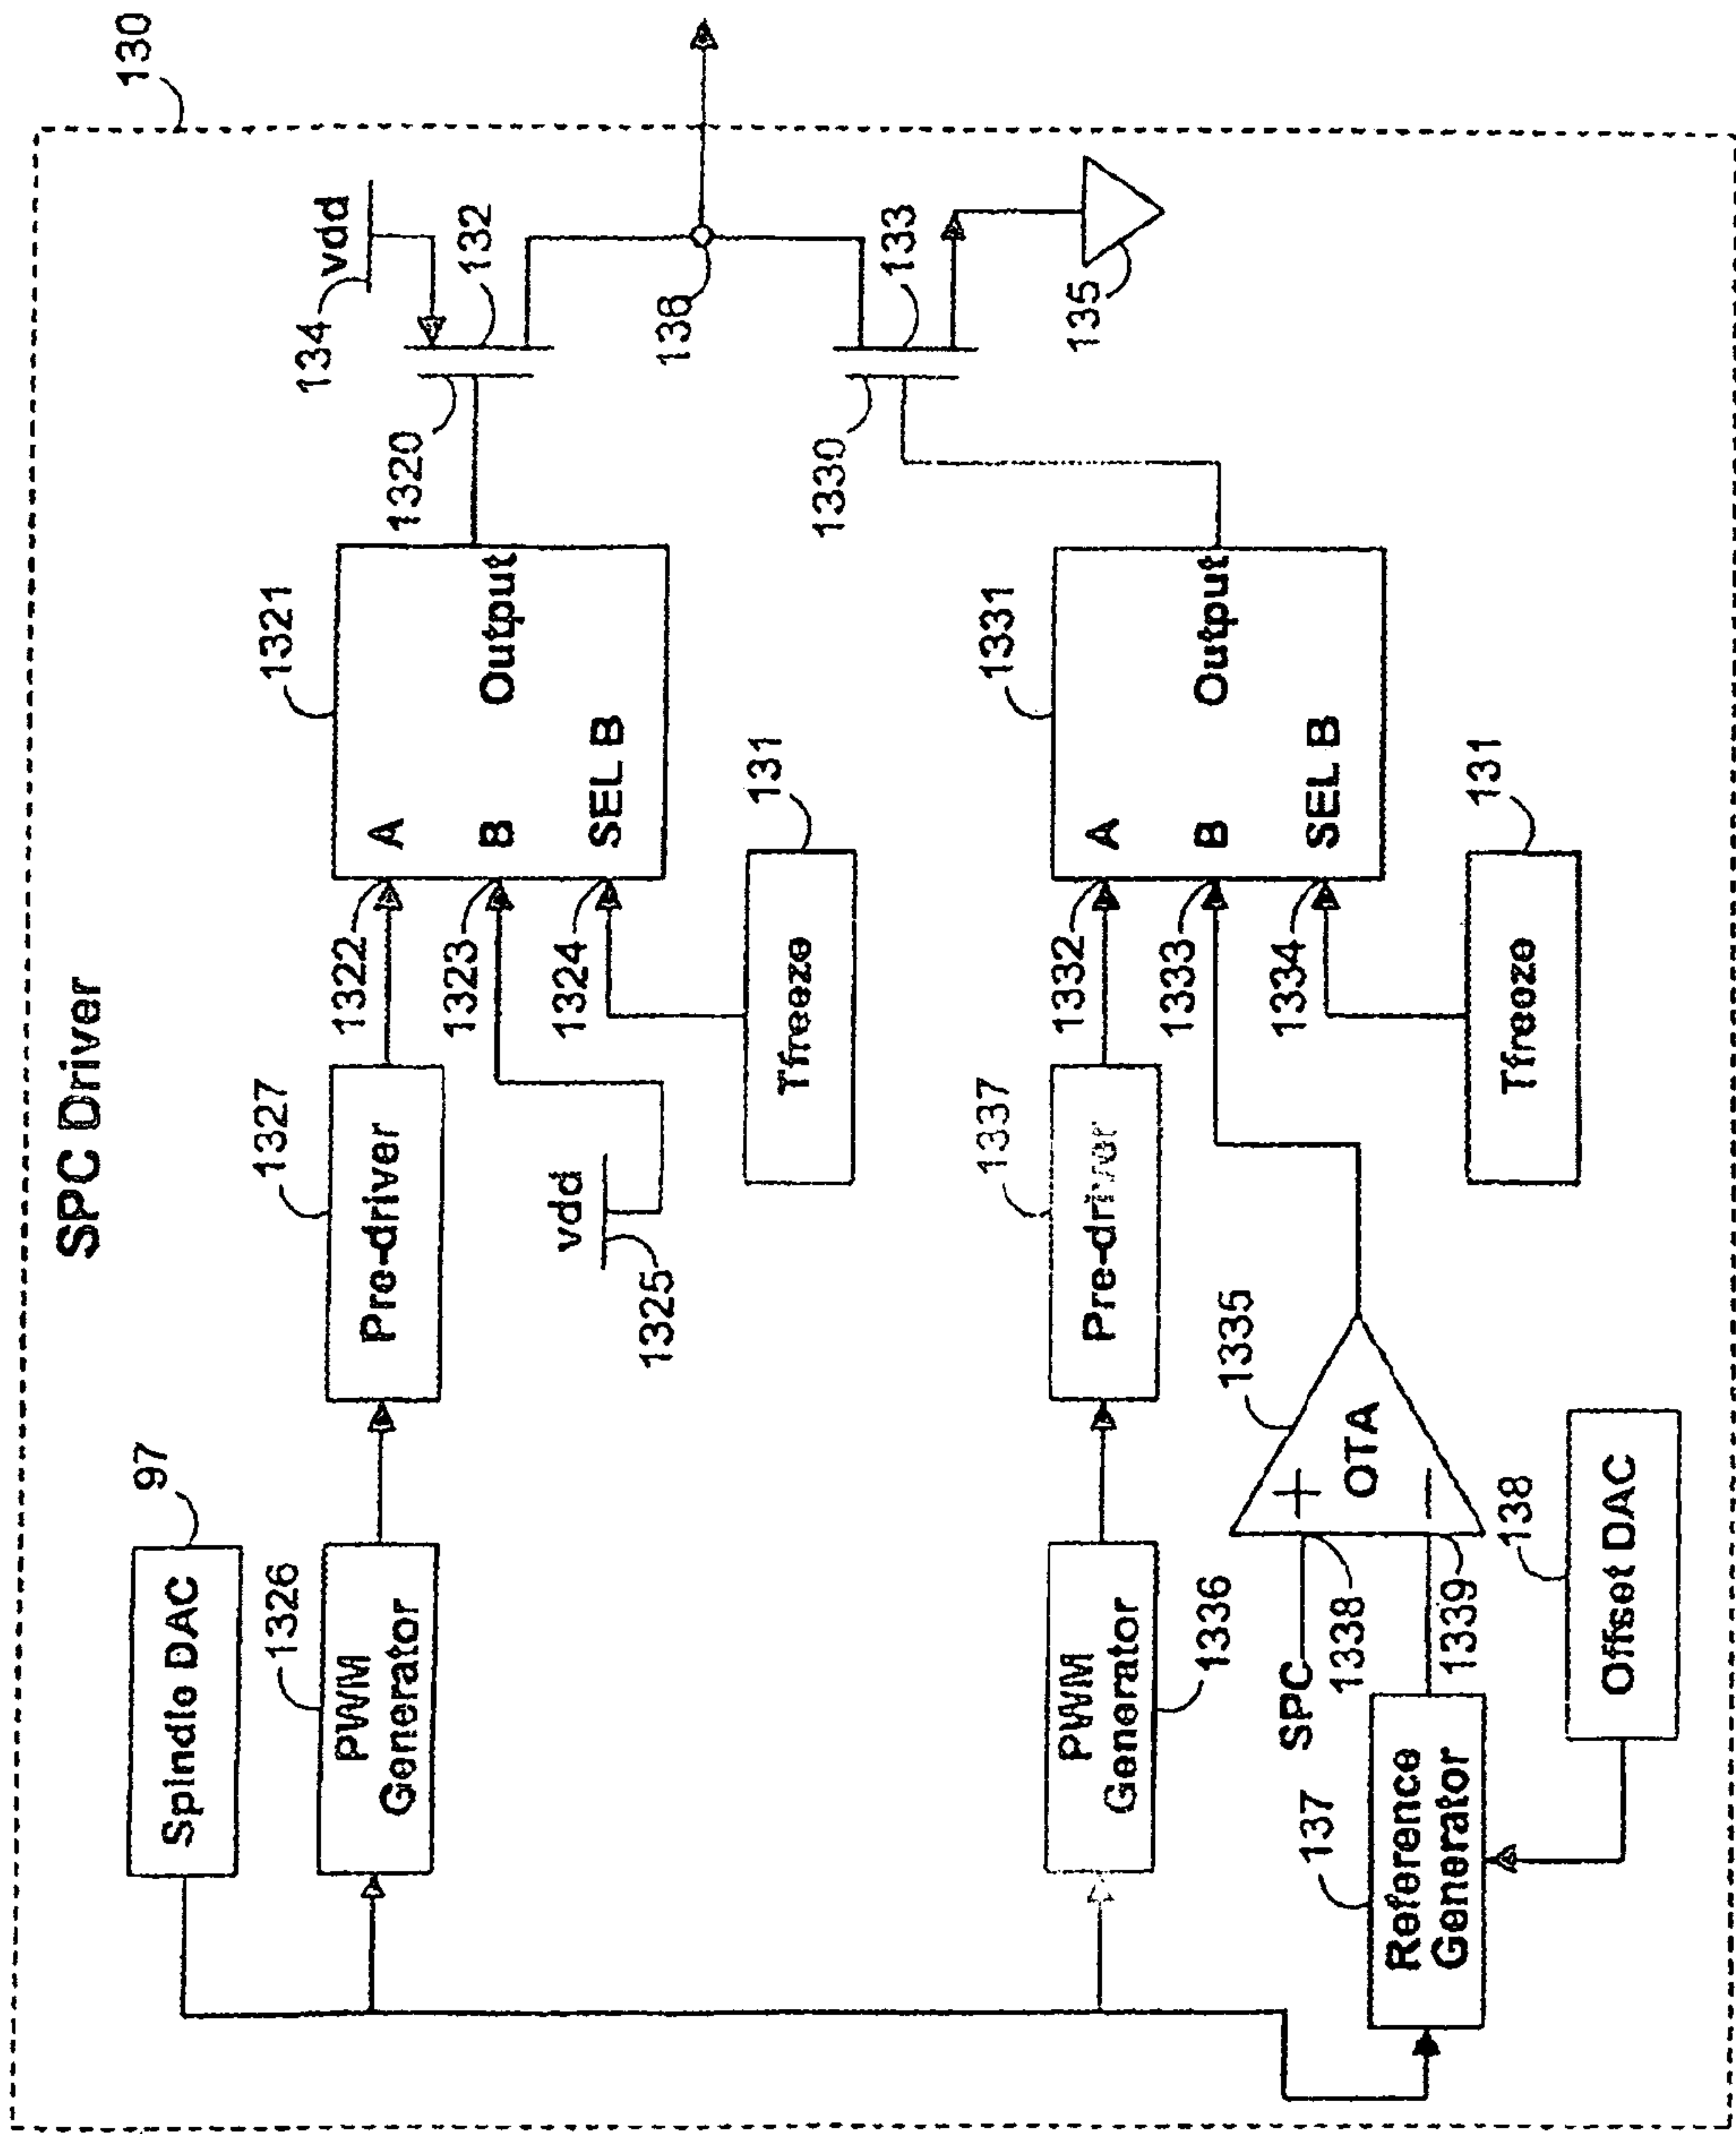 130
SPC Driver
97
Spindle DAC
1326
PWM
Generator
1327
Pre-driver
1322
1323
1324
vdd
1325
1321
A
B
SEL B
Output
Tfreeze
131
1320
134
vdd
132
136
1336
PWM
Generator
1337
Pre-driver
1332
1333
1334
1331
A
B
SEL B
Output
Tfreeze
131
1330
133
135
SPC
1338
1339
OTA
1335
137
Reference
Generator
138
Offset DAC